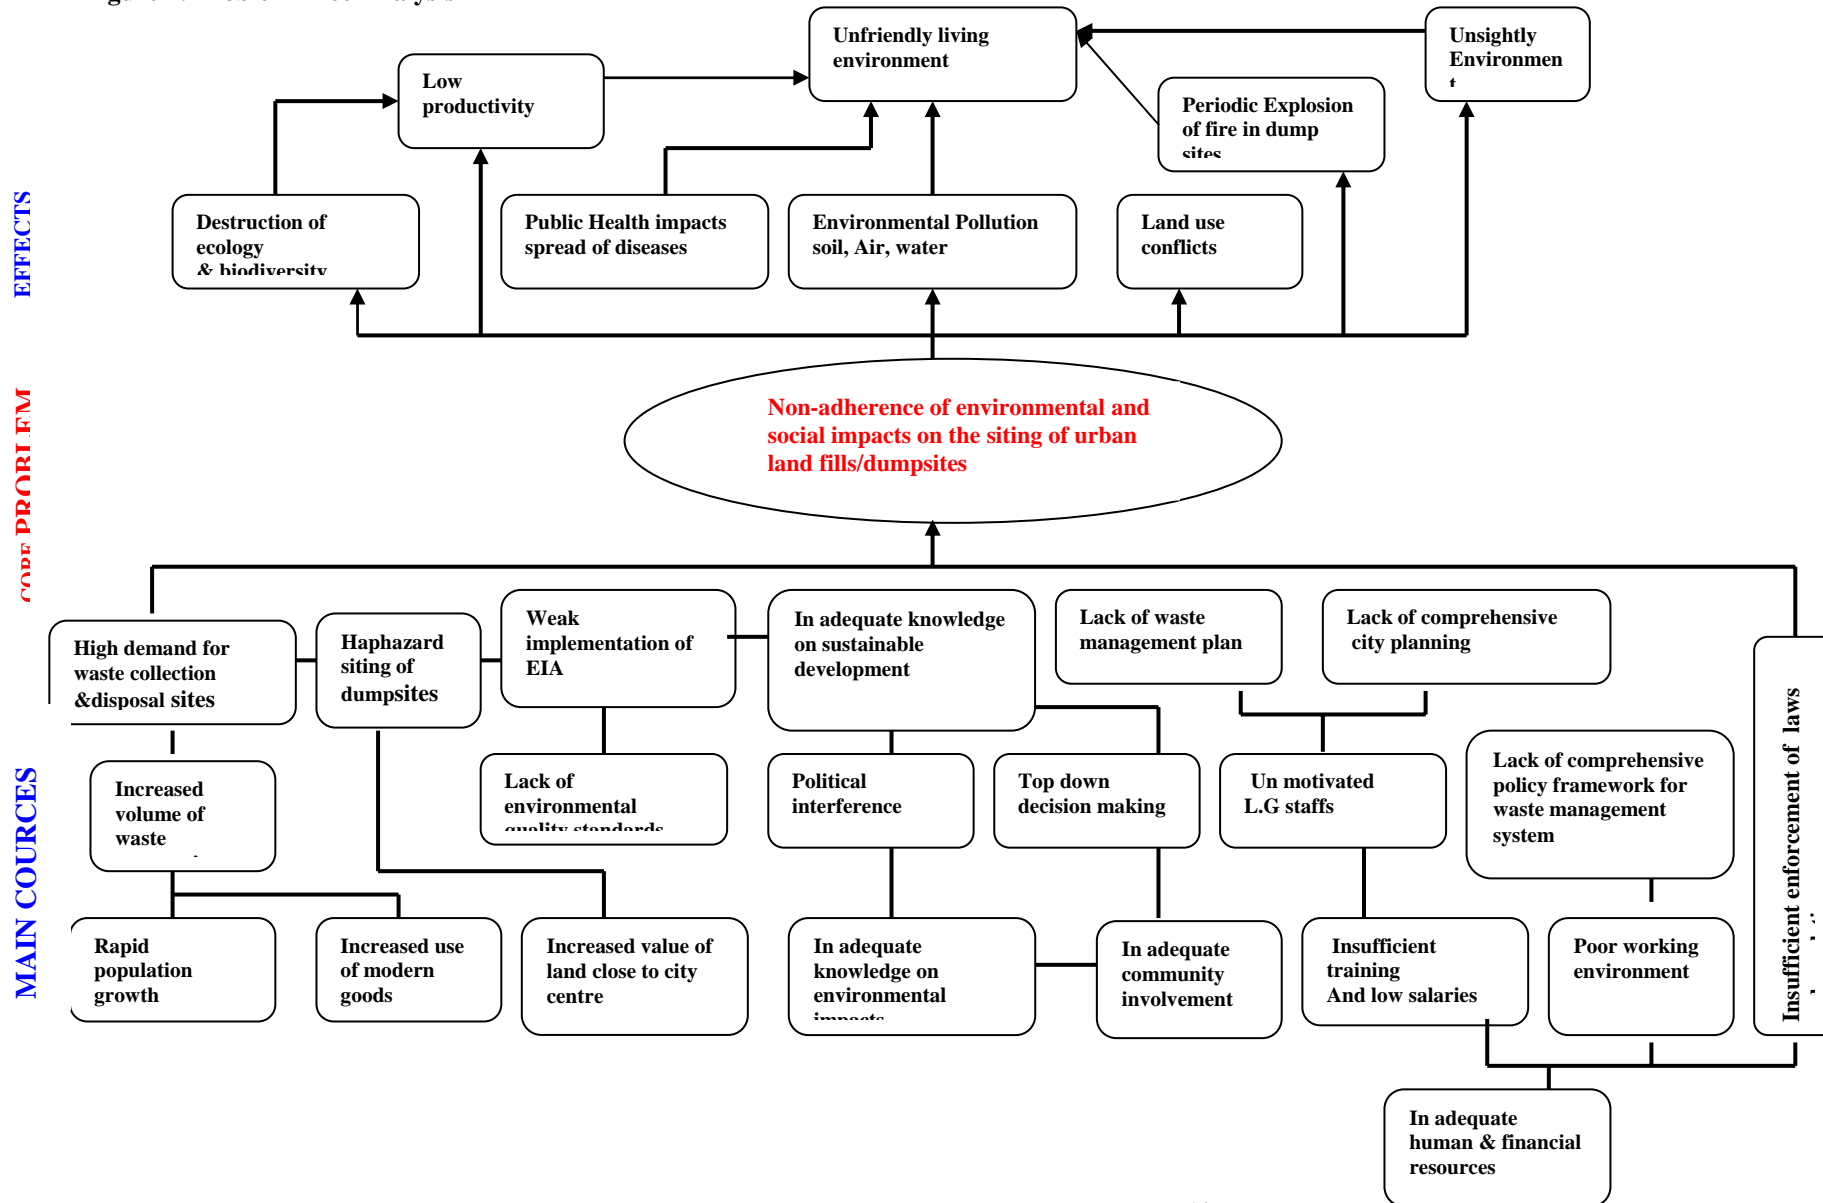 Unfriendly living
environment
Unsightly
Environmen
t
Low
productivity
Periodic Explosion
of fire in dump
sites
Destruction of
ecology
& biodiversity
Public Health impacts
spread of diseases
Environmental Pollution
soil, Air, water
Land use
conflicts
EFFECTS
Non-adherence of environmental and
social impacts on the siting of urban
land fills/dumpsites
CORE PROBLEM
High demand for
waste collection
&disposal sites
Haphazard
siting of
dumpsites
Weak
implementation of
EIA
In adequate knowledge
on sustainable
development
Lack of waste
management plan
Lack of comprehensive
city planning
Insufficient enforcement of laws
Increased
volume of
waste
Lack of
environmental
quality standards
Political
interference
Top down
decision making
Un motivated
L.G staffs
Lack of comprehensive
policy framework for
waste management
system
MAIN COURCES
Rapid
population
growth
Increased use
of modern
goods
Increased value of
land close to city
centre
In adequate
knowledge on
environmental
impacts
In adequate
community
involvement
Insufficient
training
And low salaries
Poor working
environment
In adequate
human & financial
resources